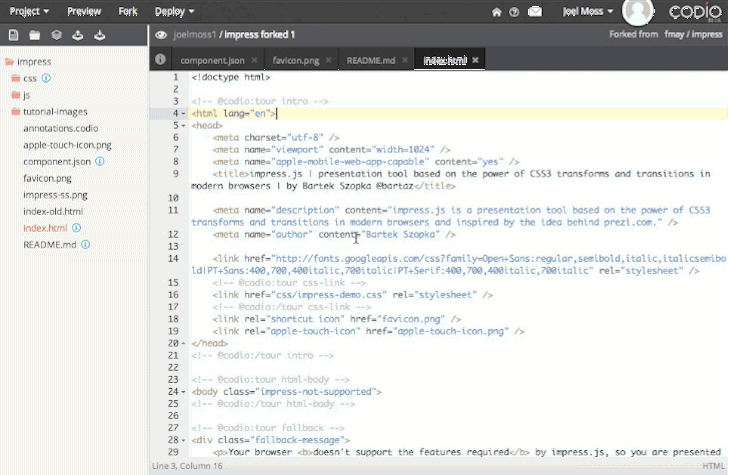 Project Preview Fork Deploy Joel Moss codio
joelmoss1 / impress forked 1 Forked from fmay / impress
impress
css
js
tutorial-images
annotations.codio
apple-touch-icon.png
component.json
favicon.png
impress-ss.png
index-old.html
index.html
README.md
component.json favicon.png README.md index.html
1 <!doctype html>
2
3 <!-- @codio:tour intro -->
4 <html lang="en">
5 <head>
6 <meta charset="utf-8" />
7 <meta name="viewport" content="width=1024" />
8 <meta name="apple-mobile-web-app-capable" content="yes" />
9 <title>impress.js | presentation tool based on the power of CSS3 transforms and transitions in
modern browsers | by Bartek Szopka @bartaz</title>
10
11 <meta name="description" content="impress.js is a presentation tool based on the power of CSS3
transforms and transitions in modern browsers and inspired by the idea behind prezi.com." />
12 <meta name="author" content="Bartek Szopka" />
13
14 <link href="http://fonts.googleapis.com/css?family=Open+Sans:regular,semibold,italic,italicsemibo
ld|PT+Sans:400,700,400italic,700italic|PT+Serif:400,700,400italic,700italic" rel="stylesheet" />
15 <!-- @codio:tour css-link -->
16 <link href="css/impress-demo.css" rel="stylesheet" />
17 <!-- @codio:/tour css-link -->
18 <link rel="shortcut icon" href="favicon.png" />
19 <link rel="apple-touch-icon" href="apple-touch-icon.png" />
20 </head>
21 <!-- @codio:/tour intro -->
22
23 <!-- @codio:tour html-body -->
24 <body class="impress-not-supported">
25 <!-- @codio:/tour html-body -->
26
27 <!-- @codio:tour fallback -->
28 <div class="fallback-message">
29 <p>Your browser <b>doesn't support the features required</b> by impress.js, so you are presented
Line 3, Column 16 HTML